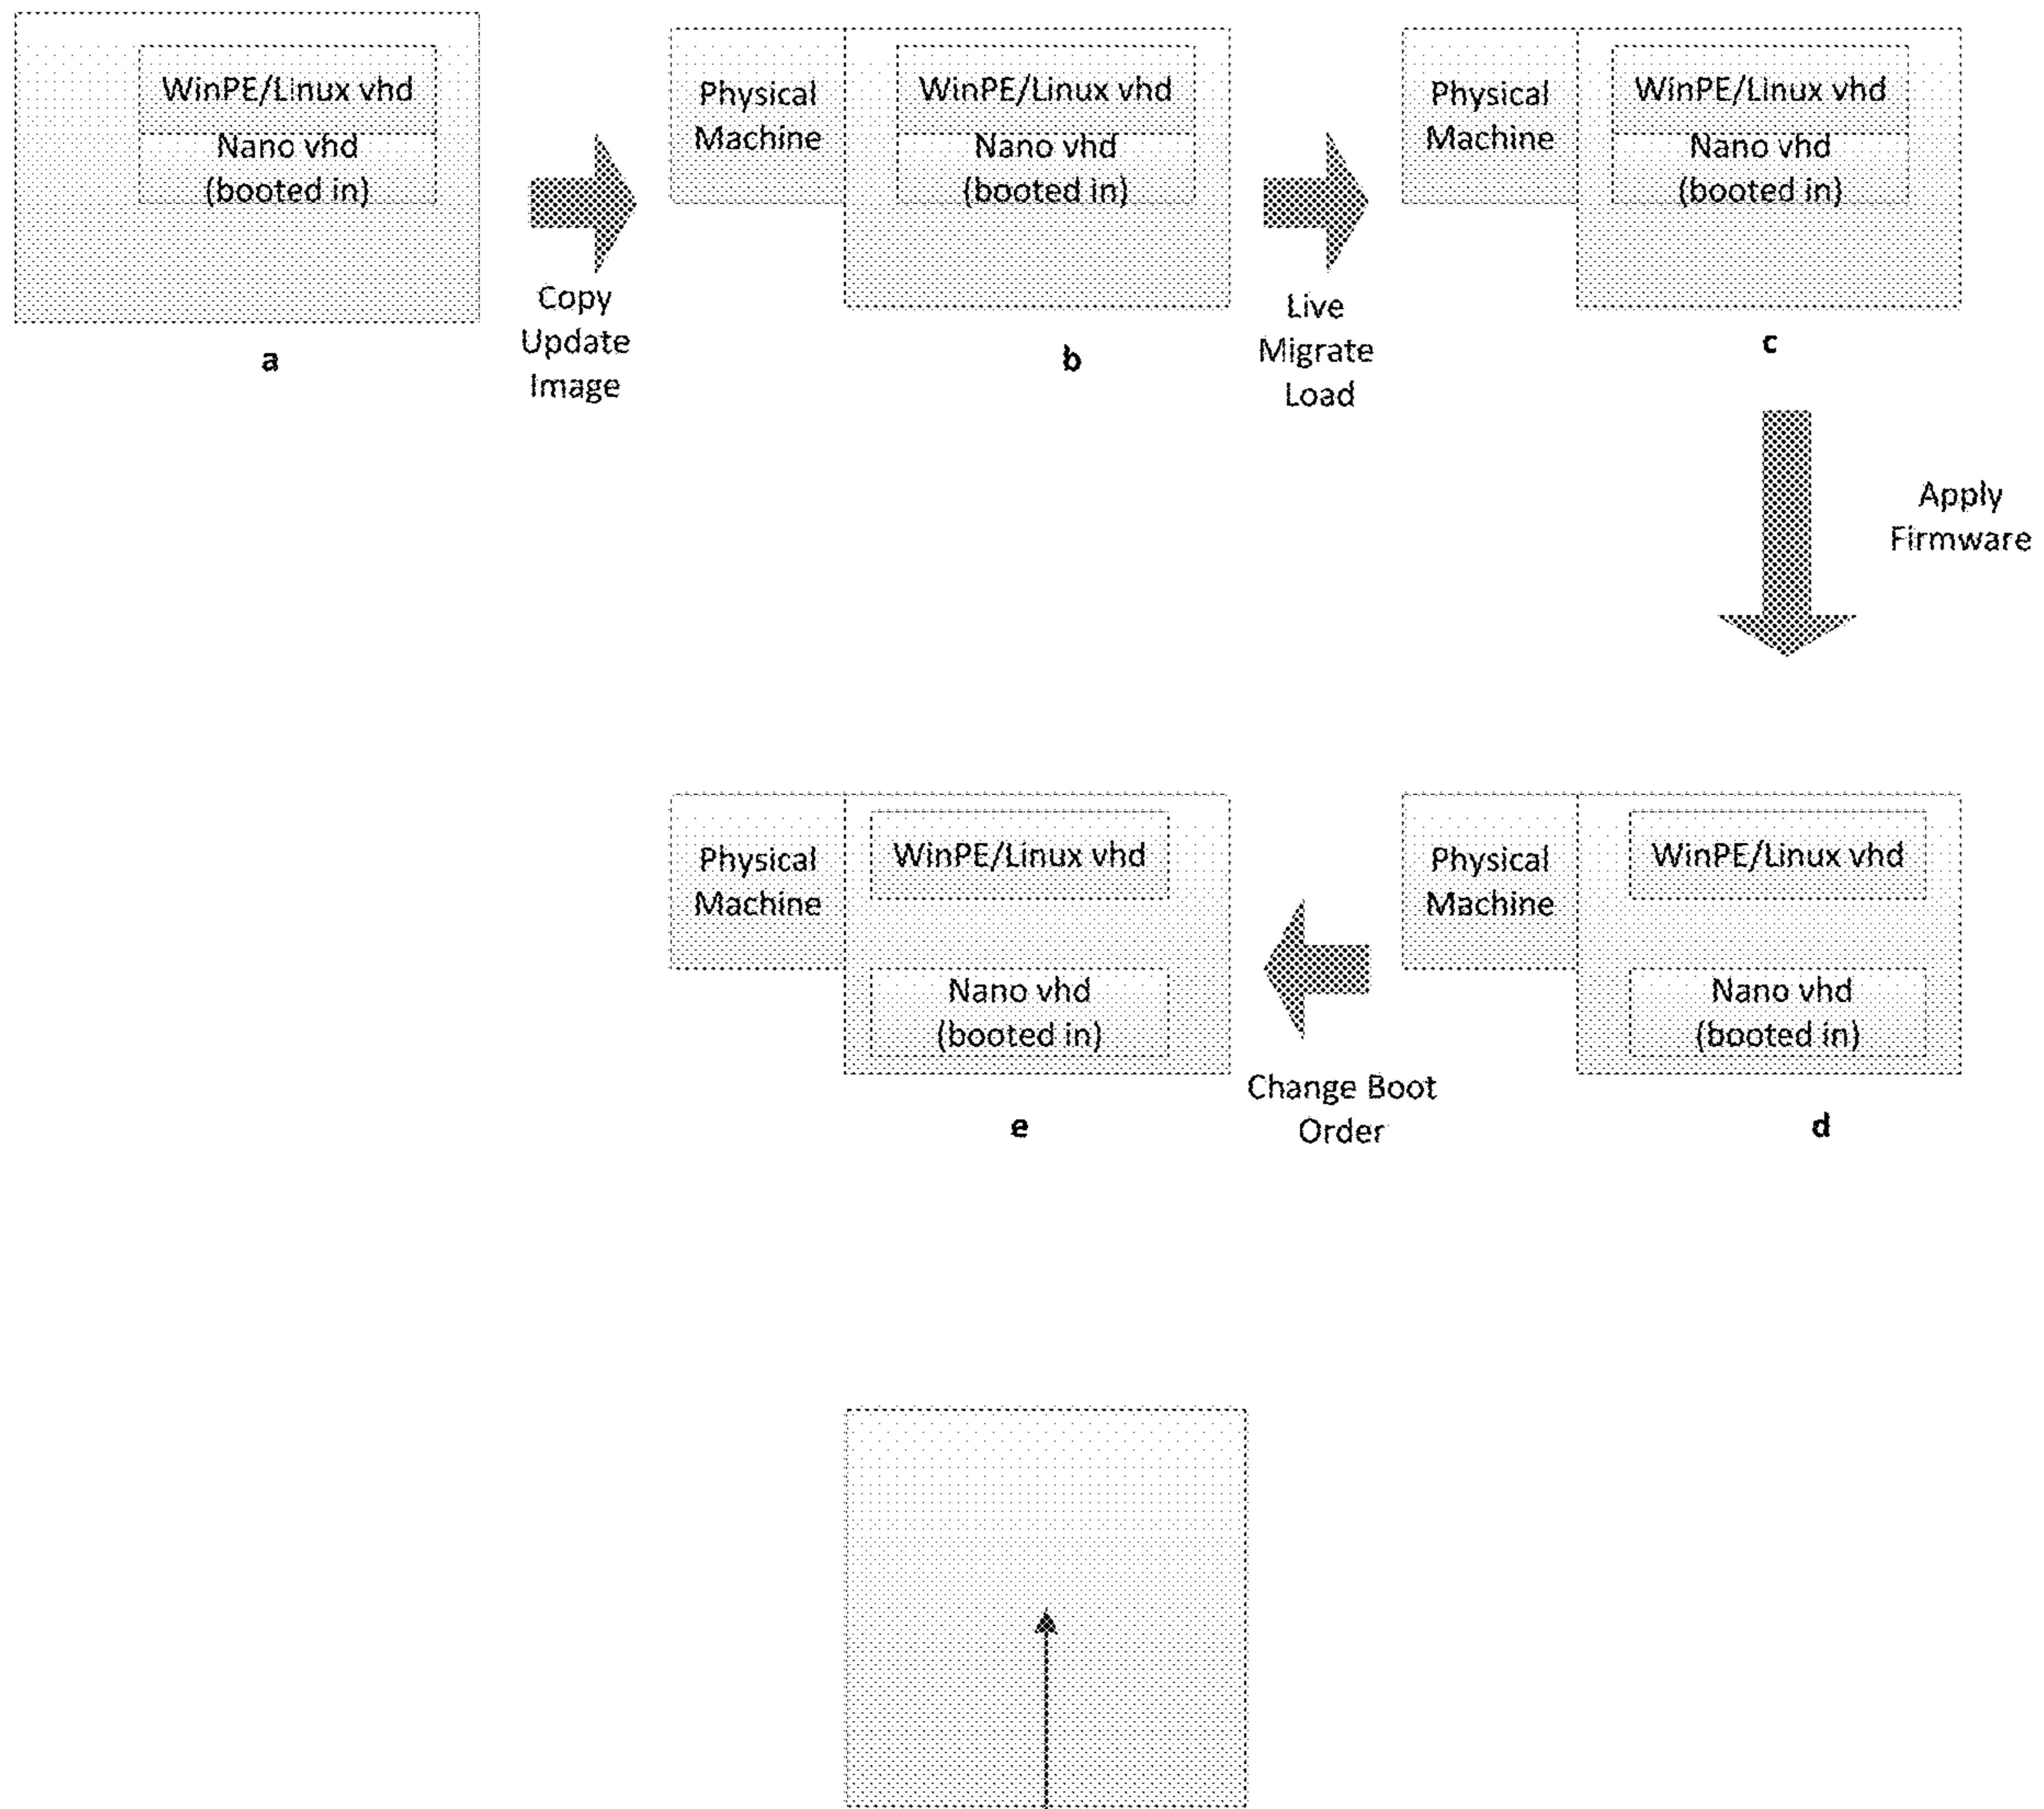 WinPE/Linux vhd
Nano vhd
(booted in)
a
Copy
Update
Image
Physical
Machine
WinPE/Linux vhd
Nano vhd
(booted in)
b
Live
Migrate
Load
Physical
Machine
WinPE/Linux vhd
Nano vhd
(booted in)
c
Apply
Firmware
Physical
Machine
WinPE/Linux vhd
Nano vhd
(booted in)
d
Change Boot
Order
Physical
Machine
WinPE/Linux vhd
Nano vhd
(booted in)
e